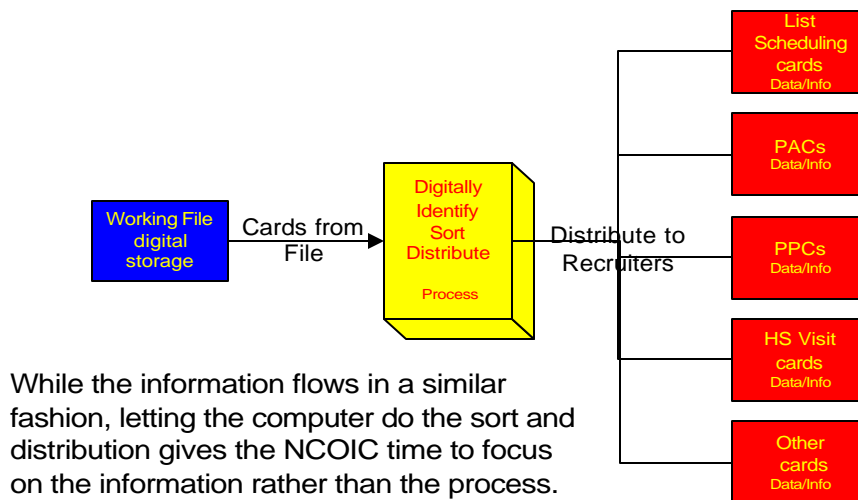 Working File
digital
storage
Cards from
File
Digitally
Identify
Sort
Distribute
Process
Distribute to
Recruiters
List
Scheduling
cards
Data/Info
PACs
Data/Info
PPCs
Data/Info
HS Visit
cards
Data/Info
Other
cards
Data/Info
While the information flows in a similar
fashion, letting the computer do the sort and
distribution gives the NCOIC time to focus
on the information rather than the process.